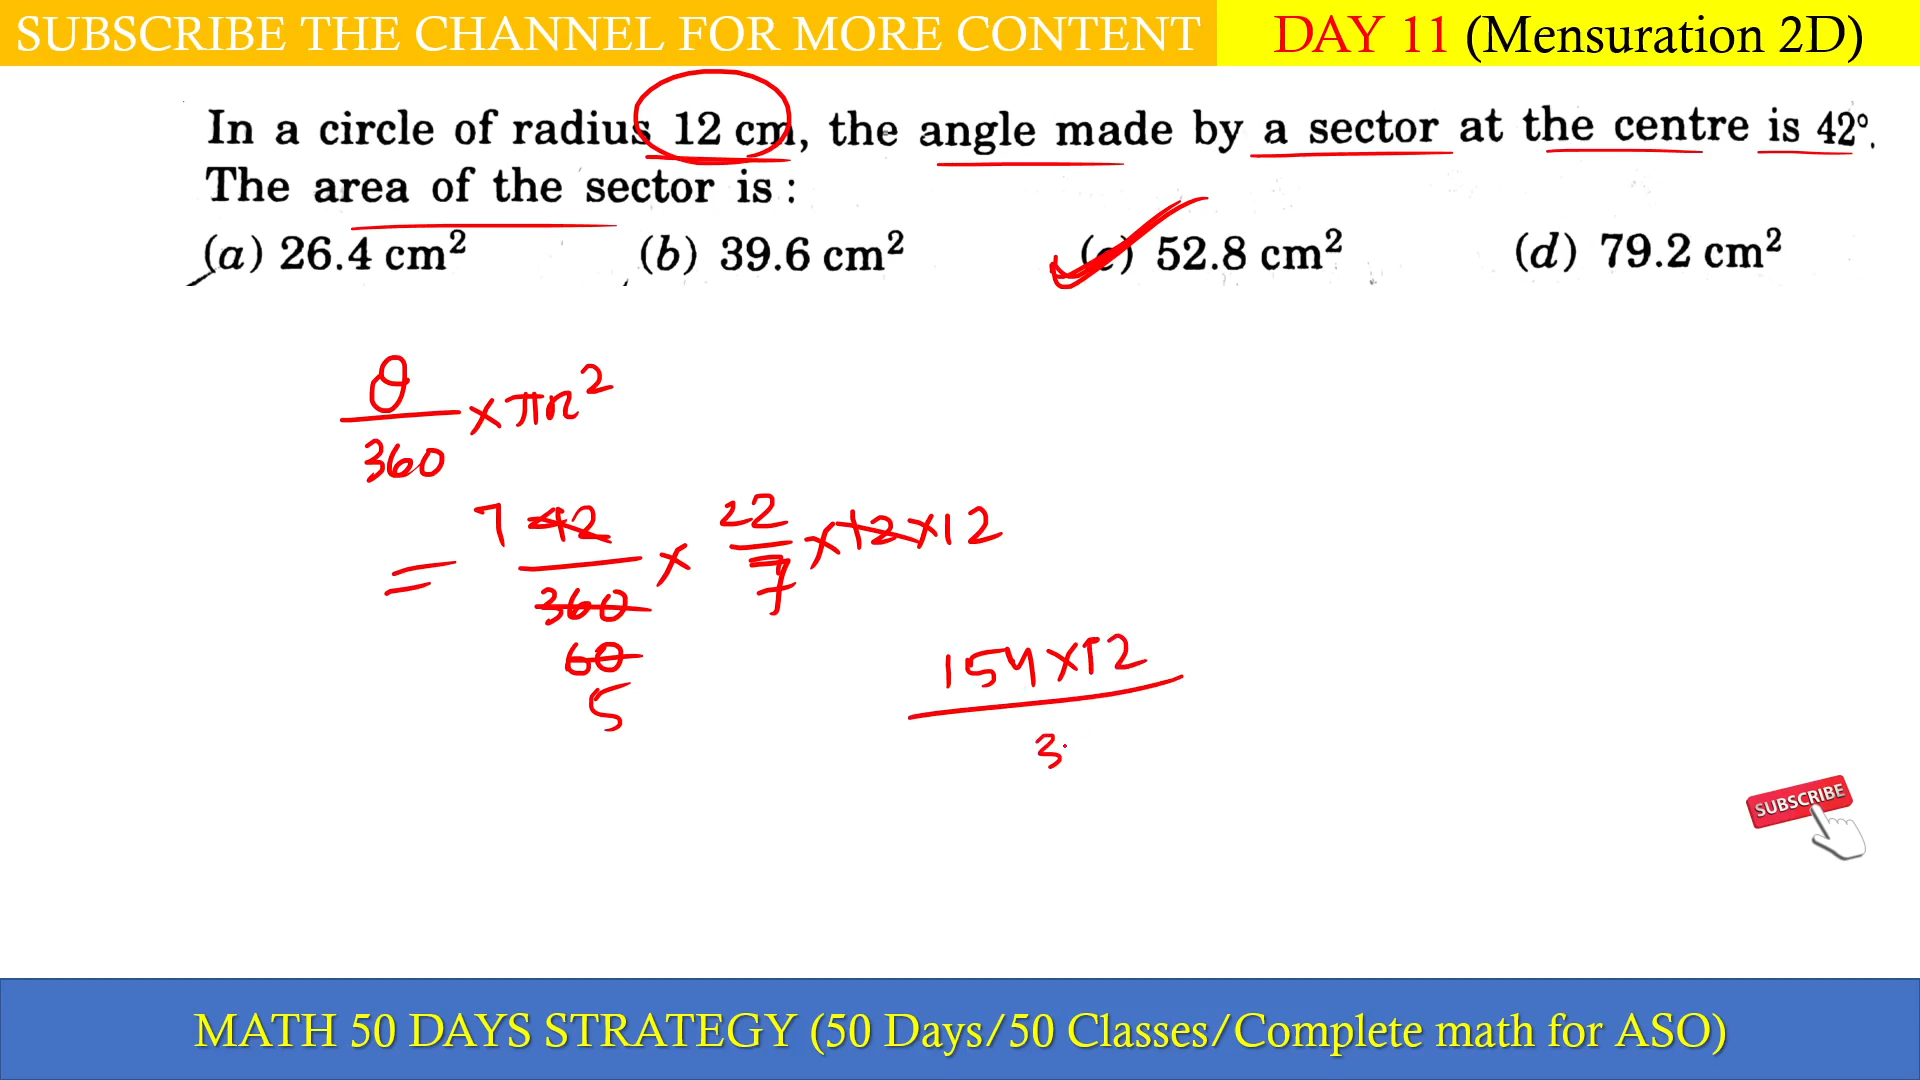 SUBSCRIBE THE CHANNEL FOR MORE CONTENT
DAY 11 (Mensuration 2D)
In a circle of radius 12 cm, the angle made by a sector at the centre is 42°.
The area of the sector is :
(a) 26.4 cm² (b) 39.6 cm² (c) 52.8 cm² (d) 79.2 cm²
θ/360 × πr²
= 7 42/360 × 22/7 × 12 × 12
60
5
154 × 12
3
SUBSCRIBE
MATH 50 DAYS STRATEGY (50 Days/50 Classes/Complete math for ASO)